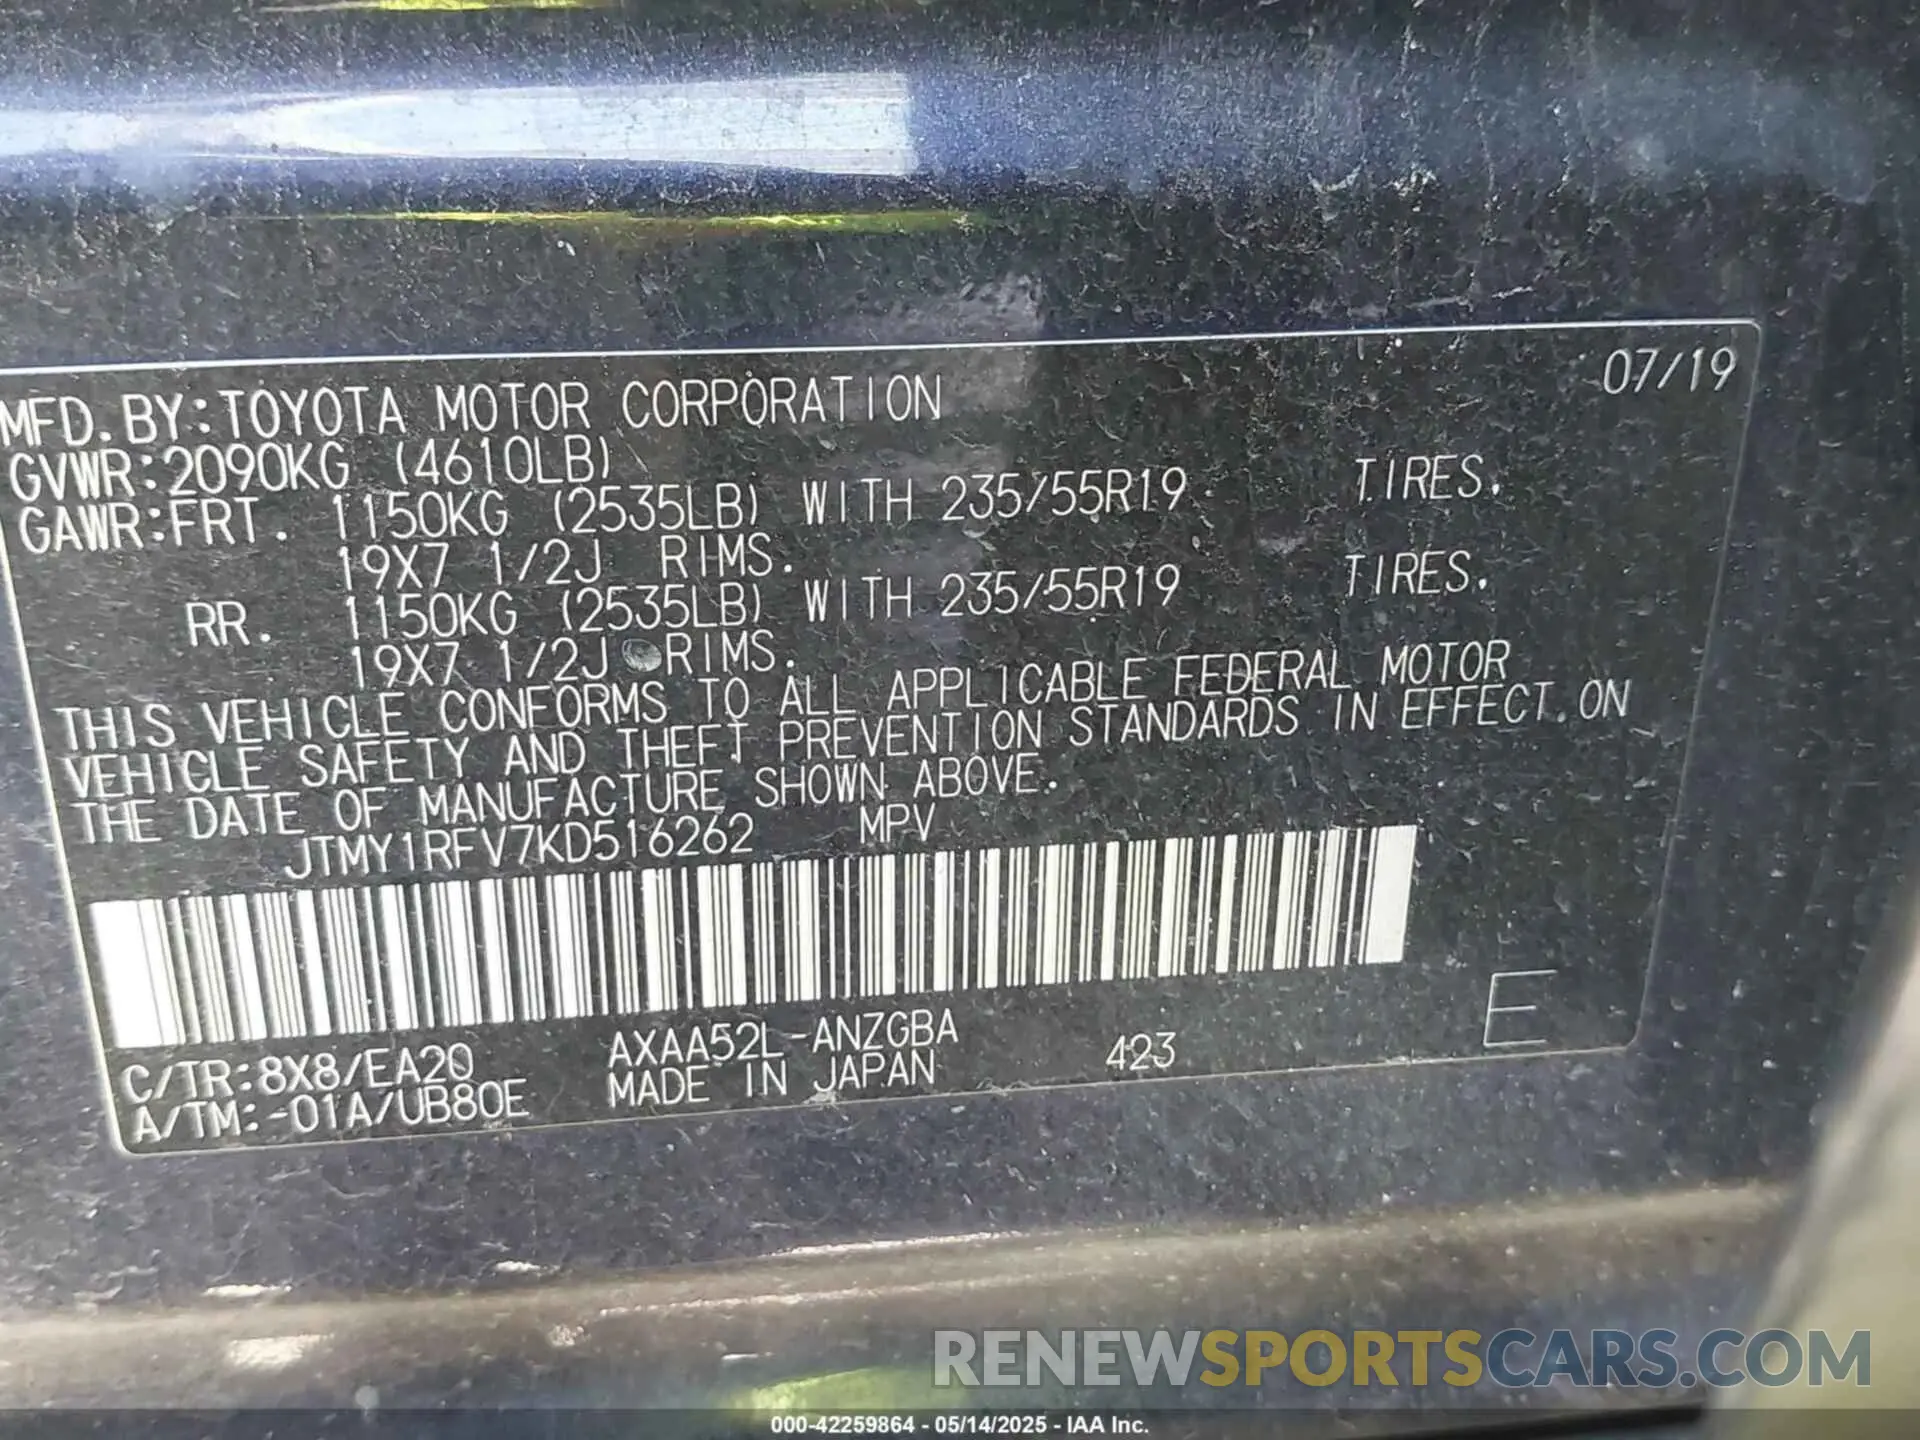 07/19
MFD.BY:TOYOTA MOTOR CORPORATION
GVWR:2090KG (4610LB)
GAWR:FRT. 1150KG (2535LB) WITH 235/55R19 TIRES.
19X7 1/2J RIMS.
RR. 1150KG (2535LB) WITH 235/55R19 TIRES.
19X7 1/2J RIMS.
THIS VEHICLE CONFORMS TO ALL APPLICABLE FEDERAL MOTOR
VEHICLE SAFETY AND THEFT PREVENTION STANDARDS IN EFFECT ON
THE DATE OF MANUFACTURE SHOWN ABOVE.
JTMY1RFV7KD516262 MPV
C/TR:8X8/EA20 AXAA52L-ANZGBA 423 E
A/TM:-01A/UB80E MADE IN JAPAN
RENEWSPORTSCARS.COM
000-42259864 - 05/14/2025 - IAA Inc.